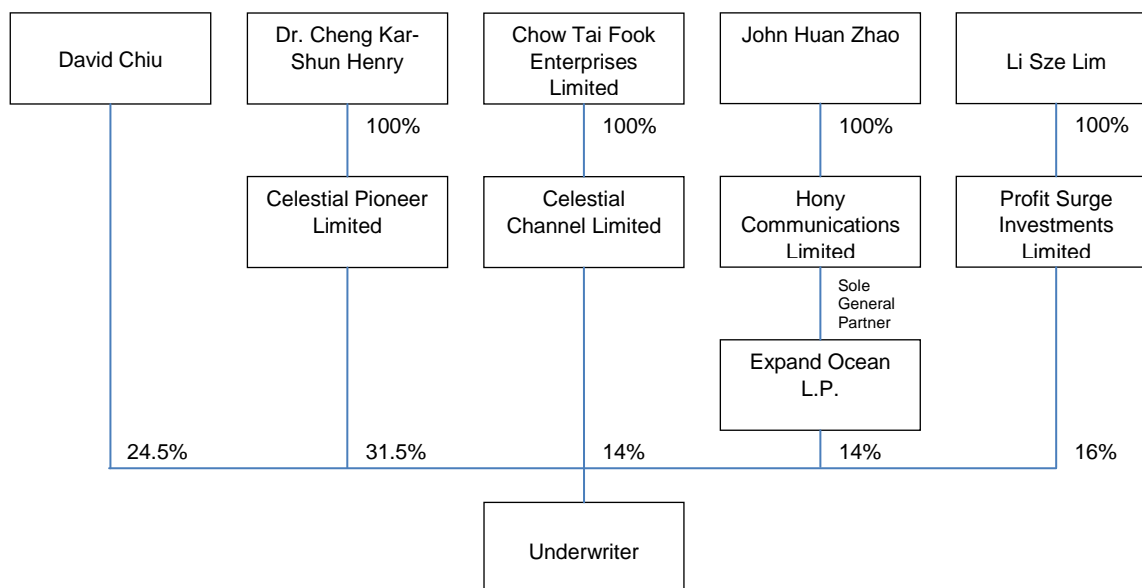 David Chiu
Dr. Cheng Kar-
Shun Henry
Chow Tai Fook
Enterprises
Limited
John Huan Zhao
Li Sze Lim
100%
100%
100%
100%
Celestial Pioneer
Limited
Celestial
Channel Limited
Hony
Communications
Limited
Profit Surge
Investments
Limited
Sole
General
Partner
Expand Ocean
L.P.
24.5%
31.5%
14%
14%
16%
Underwriter